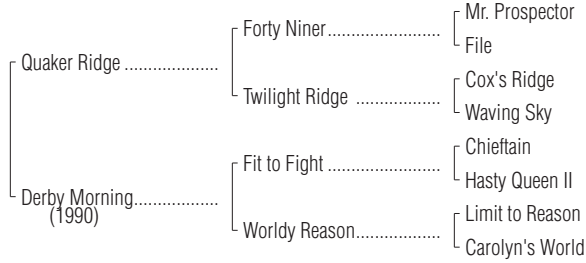 Mr. Prospector
Forty Niner
File
Quaker Ridge
Cox's Ridge
Twilight Ridge
Waving Sky
Chieftain
Fit to Fight
Hasty Queen II
Derby Morning
(1990)
Limit to Reason
Worldy Reason
Carolyn's World